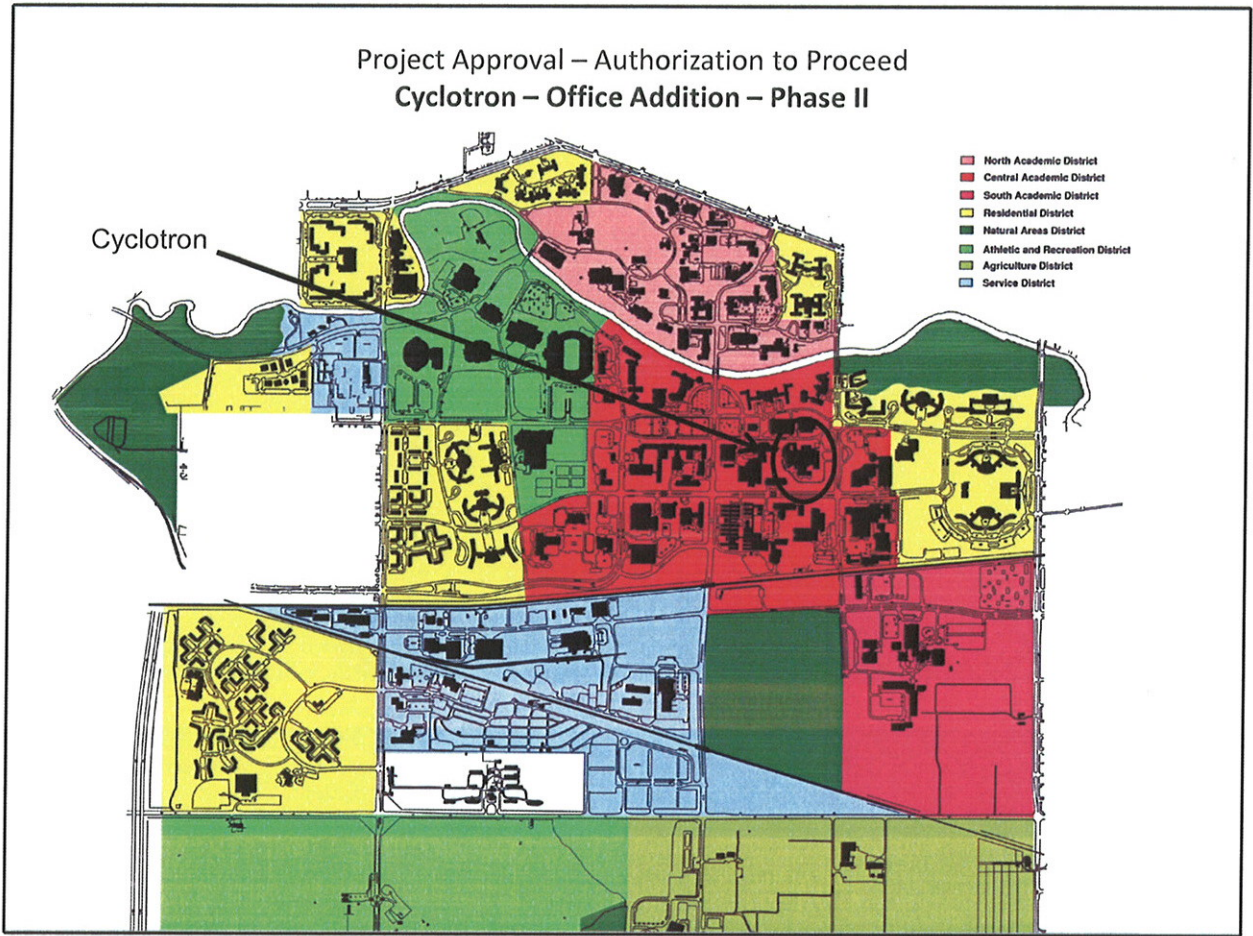 Project Approval – Authorization to Proceed
Cyclotron – Office Addition – Phase II
North Academic District
Central Academic District
South Academic District
Residential District
Natural Areas District
Athletic and Recreation District
Agriculture District
Service District
Cyclotron